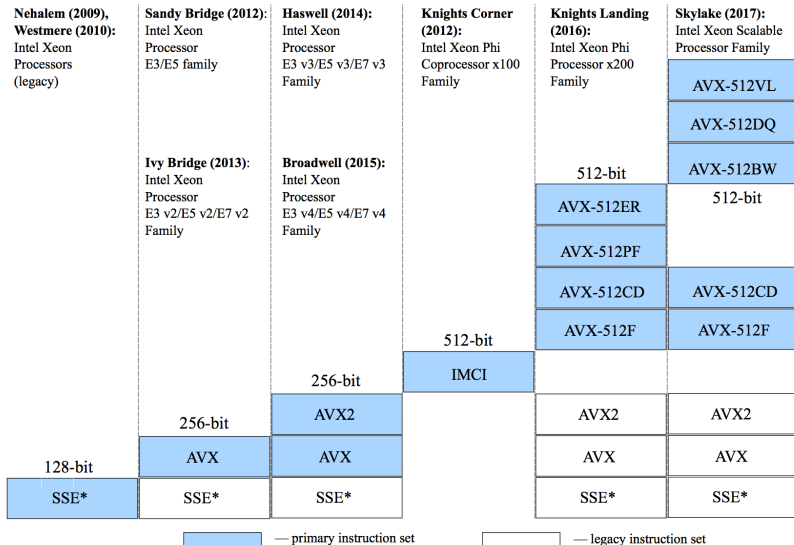 Nehalem (2009),
Westmere (2010):
Intel Xeon
Processors
(legacy)
Sandy Bridge (2012):
Intel Xeon
Processor
E3/E5 family
Ivy Bridge (2013):
Intel Xeon
Processor
E3 v2/E5 v2/E7 v2
Family
Haswell (2014):
Intel Xeon
Processor
E3 v3/E5 v3/E7 v3
Family
Broadwell (2015):
Intel Xeon
Processor
E3 v4/E5 v4/E7 v4
Family
Knights Corner
(2012):
Intel Xeon Phi
Coprocessor x100
Family
Knights Landing
(2016):
Intel Xeon Phi
Processor x200
Family
Skylake (2017):
Intel Xeon Scalable
Processor Family
128-bit
SSE*
256-bit
AVX
SSE*
256-bit
AVX2
AVX
SSE*
512-bit
IMCI
512-bit
AVX-512ER
AVX-512PF
AVX-512CD
AVX-512F
AVX2
AVX
SSE*
AVX-512VL
AVX-512DQ
AVX-512BW
512-bit
AVX-512CD
AVX-512F
AVX2
AVX
SSE*
— primary instruction set
— legacy instruction set